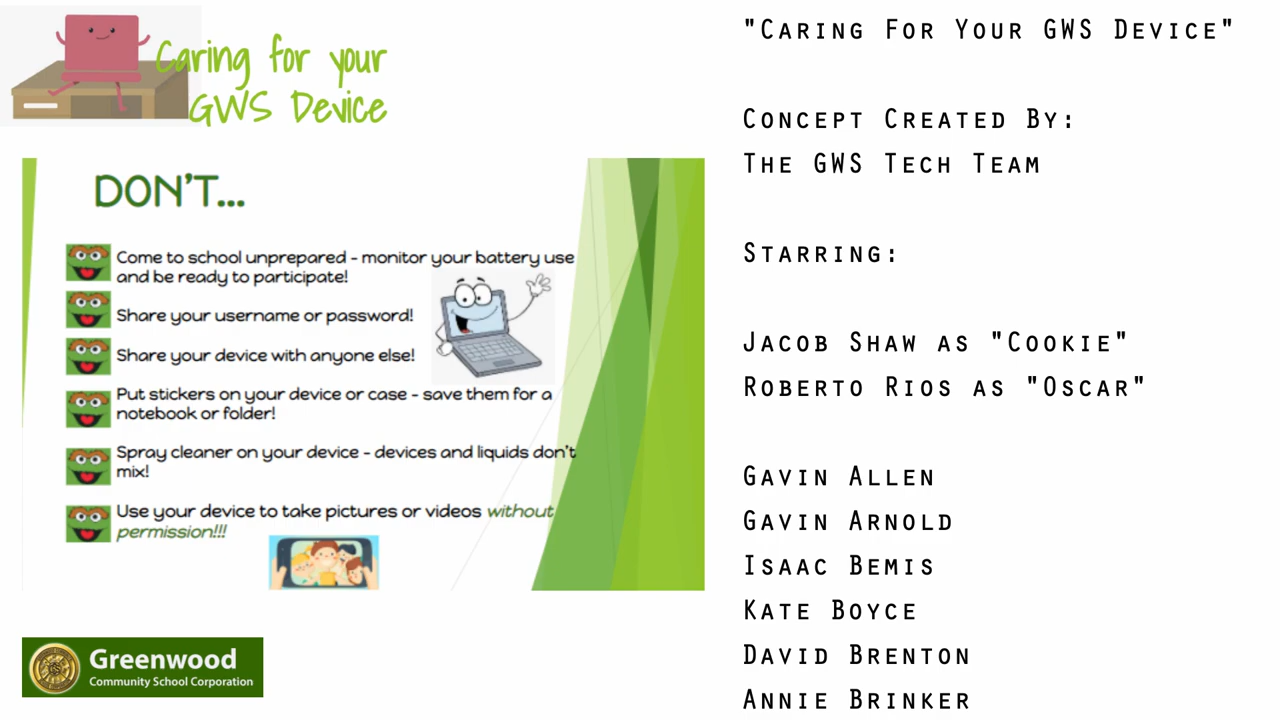 Caring for your
GWS Device
DON'T...
Come to school unprepared - monitor your battery use
and be ready to participate!
Share your username or password!
Share your device with anyone else!
Put stickers on your device or case - save them for a
notebook or folder!
Spray cleaner on your device - devices and liquids don't
mix!
Use your device to take pictures or videos without
permission!!!
Greenwood
Community School Corporation
"Caring For Your GWS Device"
Concept Created By:
The GWS Tech Team
Starring:
Jacob Shaw as "Cookie"
Roberto Rios as "Oscar"
Gavin Allen
Gavin Arnold
Isaac Bemis
Kate Boyce
David Brenton
Annie Brinker